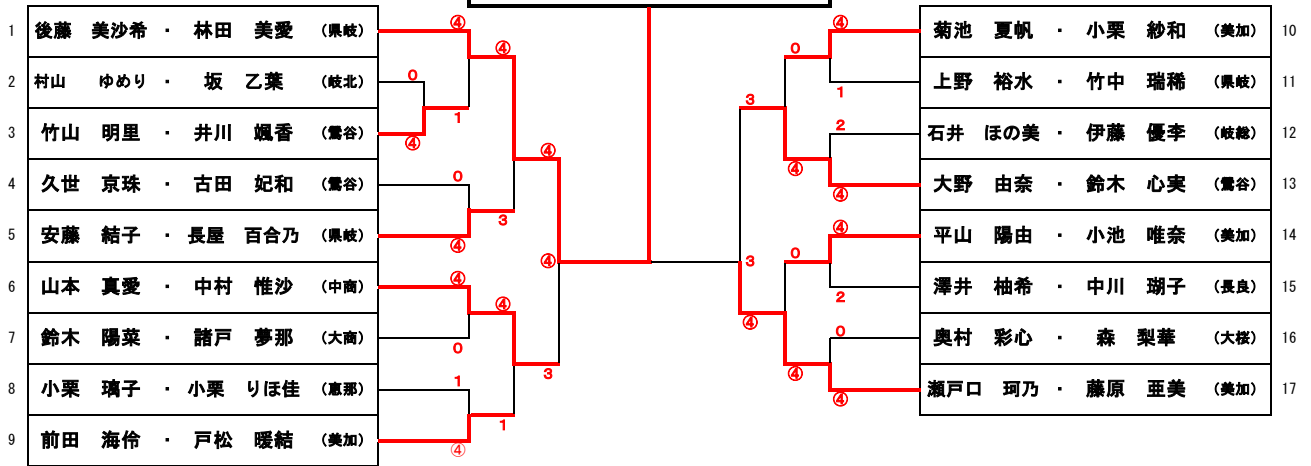 1 後藤 美沙希 ・ 林田 美愛 (県岐)
2 村山 ゆめり ・ 坂 乙葉 (岐北)
3 竹山 明里 ・ 井川 颯香 (鶯谷)
4 久世 京珠 ・ 古田 妃和 (鶯谷)
5 安藤 結子 ・ 長屋 百合乃 (県岐)
6 山本 真愛 ・ 中村 惟沙 (中商)
7 鈴木 陽菜 ・ 諸戸 夢那 (大商)
8 小栗 璃子 ・ 小栗 りほ佳 (恵那)
9 前田 海伶 ・ 戸松 暖結 (美加)
④
④
0
1
④
④
0
3
④
④
④
④
0
3
1
1
④
菊池 夏帆 ・ 小栗 紗和 (美加) 10
上野 裕水 ・ 竹中 瑞稀 (県岐) 11
石井 ほの美 ・ 伊藤 優李 (岐総) 12
大野 由奈 ・ 鈴木 心実 (鶯谷) 13
平山 陽由 ・ 小池 唯奈 (美加) 14
澤井 柚希 ・ 中川 瑚子 (長良) 15
奥村 彩心 ・ 森 梨華 (大桜) 16
瀬戸口 珂乃 ・ 藤原 亜美 (美加) 17
④
0
1
3
2
④
④
④
0
3
2
④
0
④
④